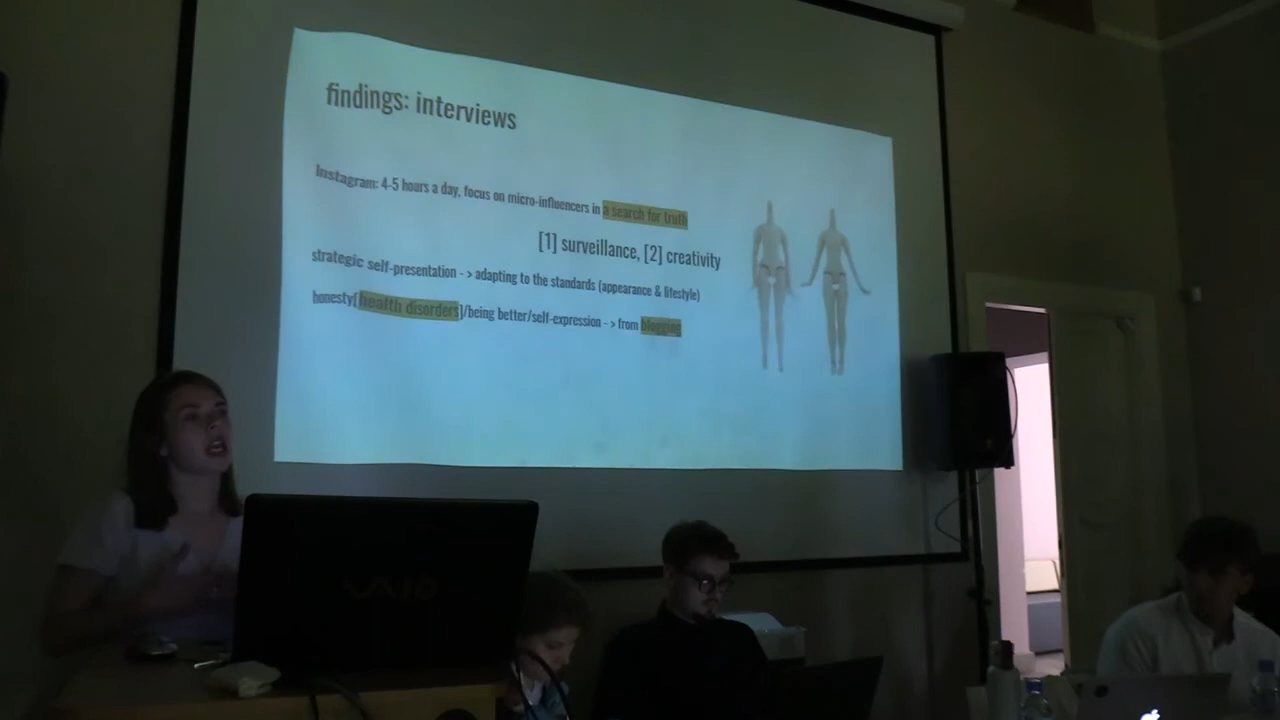 findings: interviews
Instagram: 4-5 hours a day, focus on micro-influencers in a search for truth
[1] surveillance, [2] creativity
strategic self-presentation - > adapting to the standards (appearance & lifestyle)
honesty[health disorders]/being better/self-expression - > from blogging
VAIO